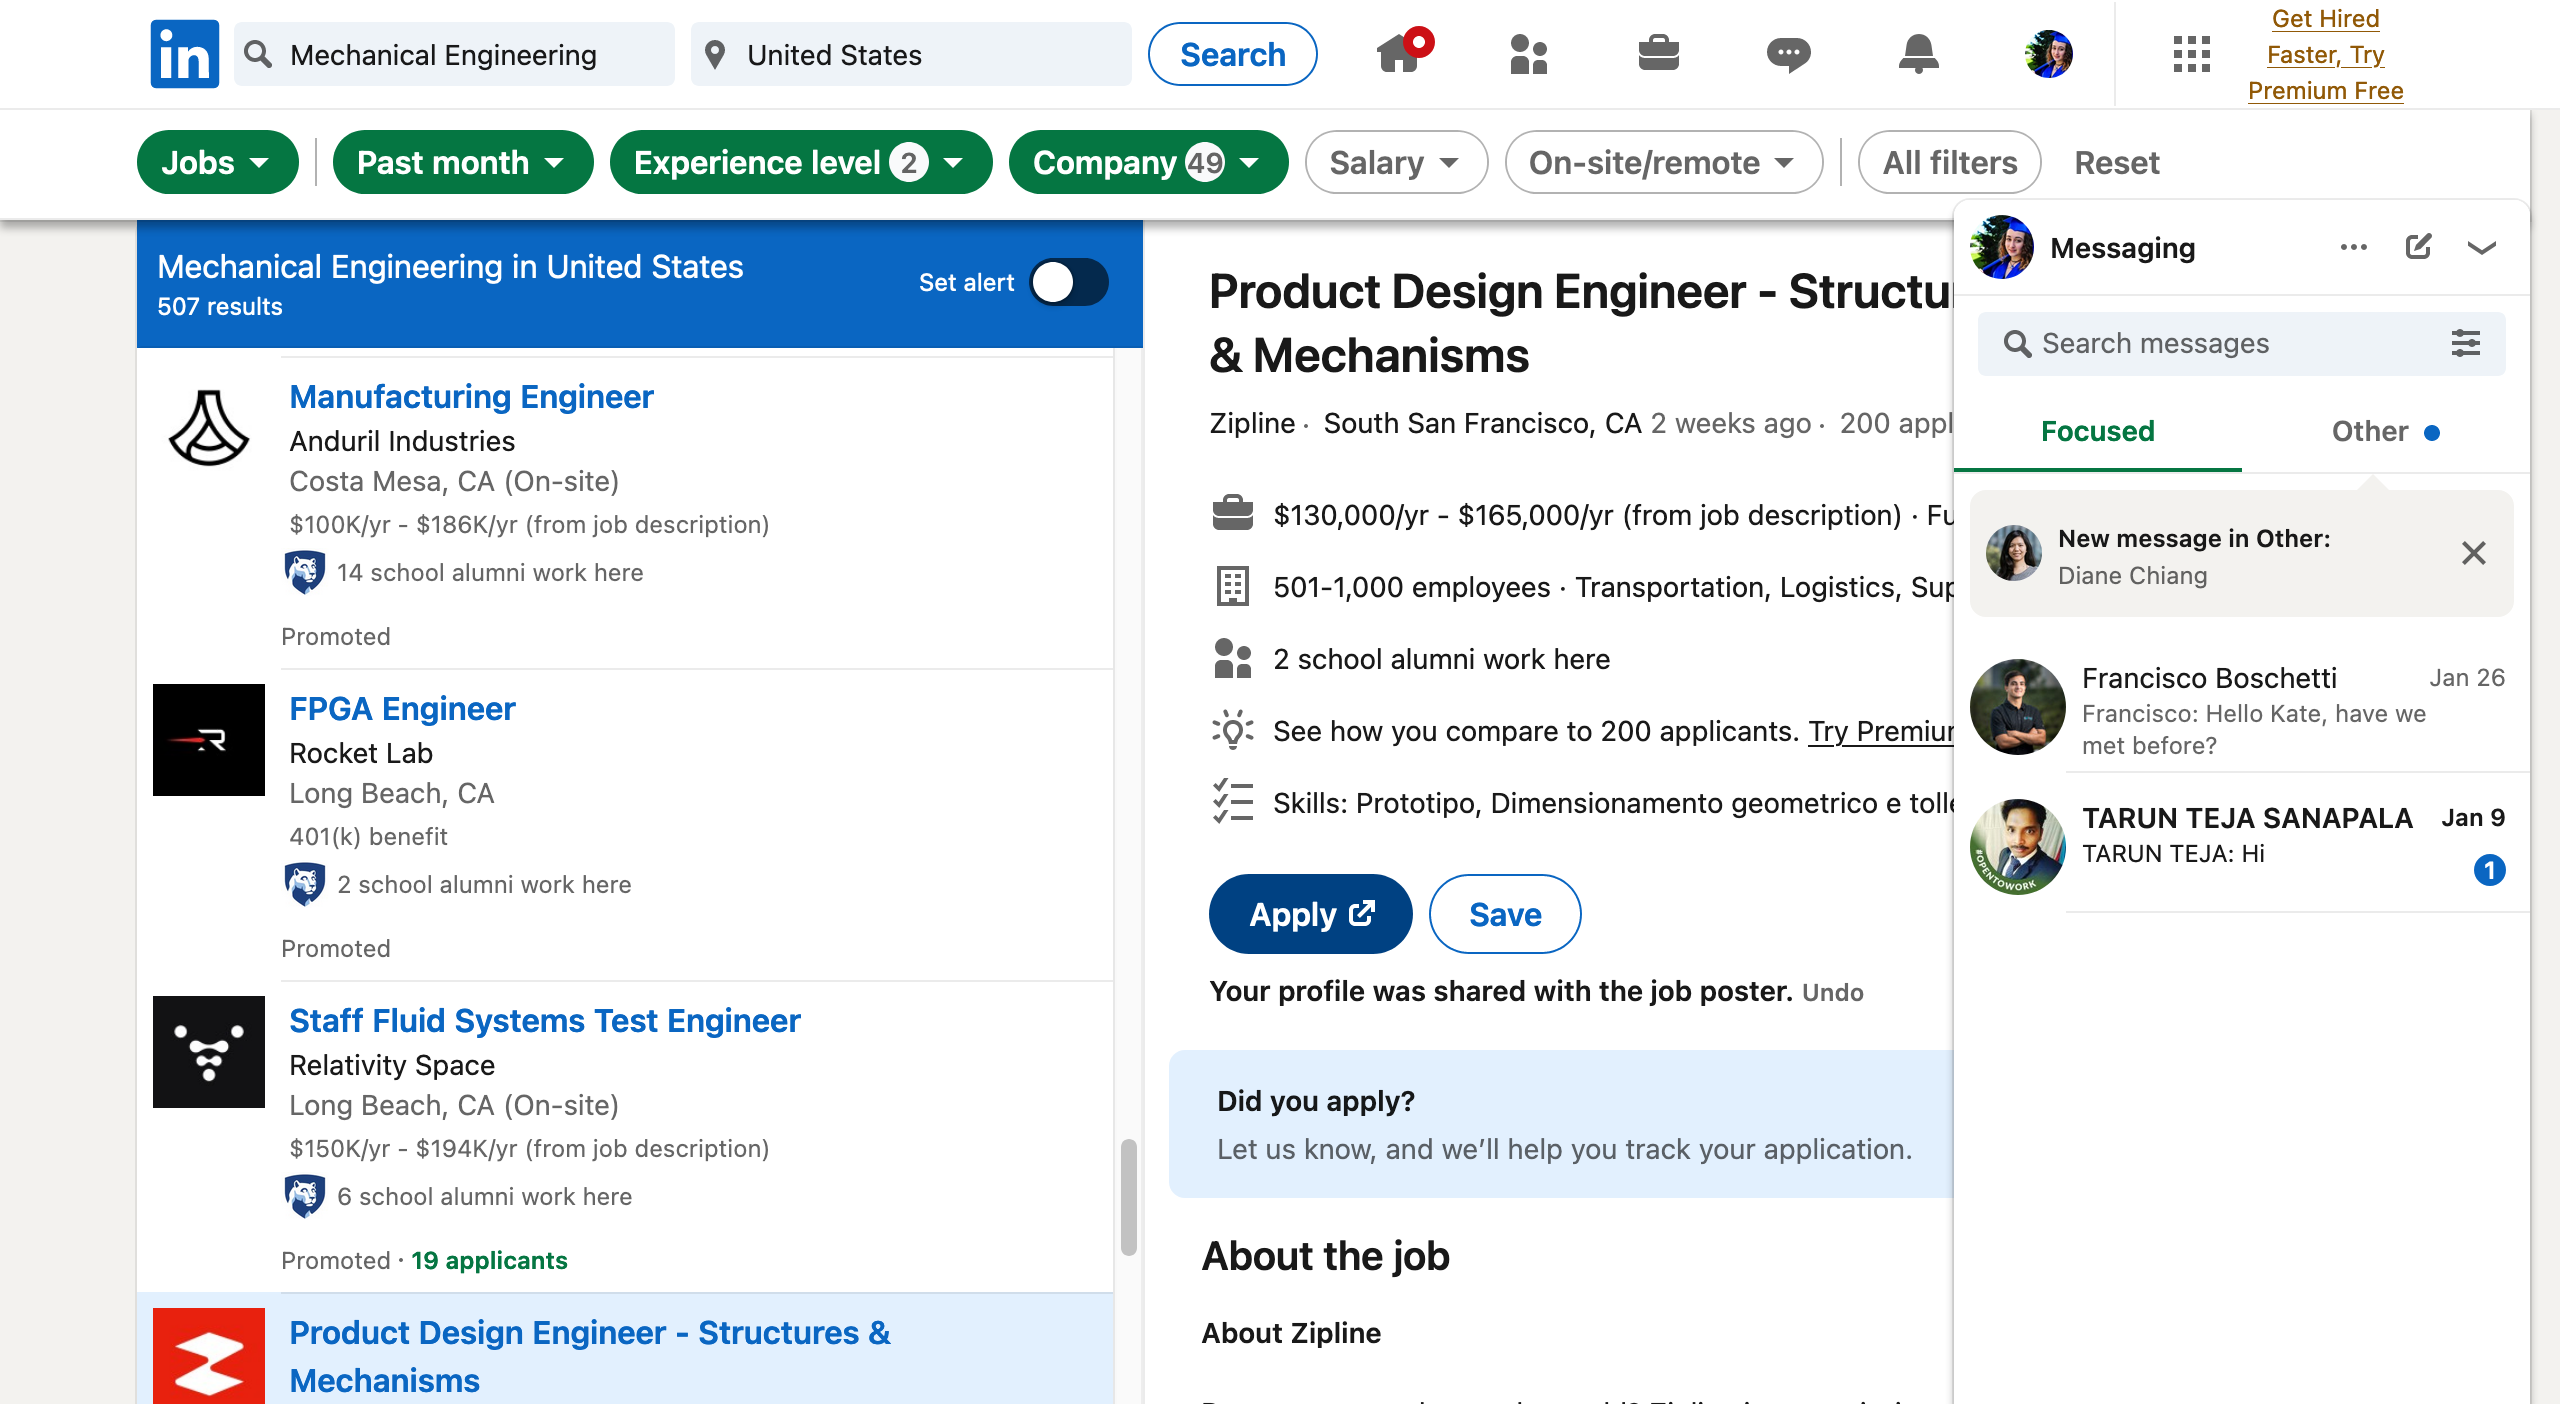 in
Mechanical Engineering
United States
Search
Get Hired
Faster, Try
Premium Free
Jobs
Past month
Experience level 2
Company 49
Salary
On-site/remote
All filters
Reset
Mechanical Engineering in United States
507 results
Set alert
Manufacturing Engineer
Anduril Industries
Costa Mesa, CA (On-site)
$100K/yr - $186K/yr (from job description)
14 school alumni work here
Promoted
FPGA Engineer
Rocket Lab
Long Beach, CA
401(k) benefit
2 school alumni work here
Promoted
Staff Fluid Systems Test Engineer
Relativity Space
Long Beach, CA (On-site)
$150K/yr - $194K/yr (from job description)
6 school alumni work here
Promoted · 19 applicants
Product Design Engineer - Structures &
Mechanisms
Product Design Engineer - Structu
& Mechanisms
Zipline · South San Francisco, CA 2 weeks ago · 200 appl
$130,000/yr - $165,000/yr (from job description) · Fu
501-1,000 employees · Transportation, Logistics, Sup
2 school alumni work here
See how you compare to 200 applicants. Try Premiu
Skills: Prototipo, Dimensionamento geometrico e tolle
Apply
Save
Your profile was shared with the job poster. Undo
Did you apply?
Let us know, and we’ll help you track your application.
About the job
About Zipline
Messaging
Search messages
Focused
Other
New message in Other:
Diane Chiang
Francisco Boschetti Jan 26
Francisco: Hello Kate, have we
met before?
TARUN TEJA SANAPALA Jan 9
TARUN TEJA: Hi
1
#OPENTOWORK